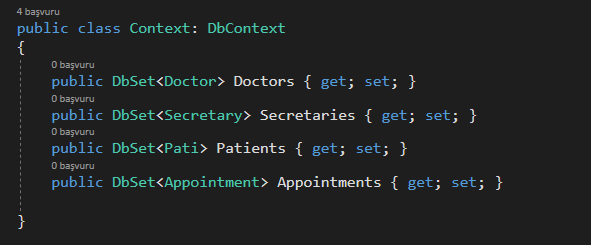 4 başvuru
public class Context: DbContext
{
0 başvuru
public DbSet<Doctor> Doctors { get; set; }
0 başvuru
public DbSet<Secretary> Secretaries { get; set; }
0 başvuru
public DbSet<Pati> Patients { get; set; }
0 başvuru
public DbSet<Appointment> Appointments { get; set; }
}